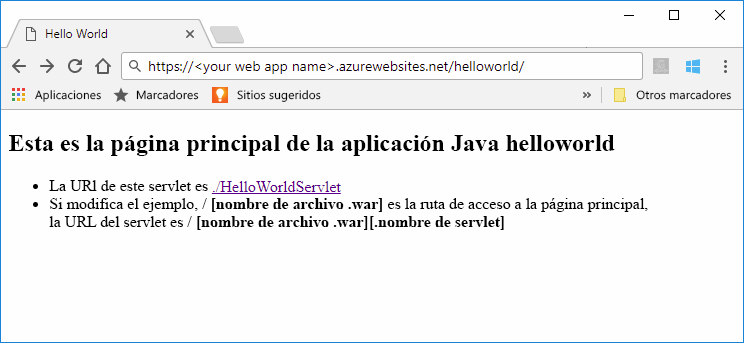 Hello World
https://<your web app name>.azurewebsites.net/helloworld/
Aplicaciones Marcadores Sitios sugeridos » Otros marcadores
Esta es la página principal de la aplicación Java helloworld
• La URl de este servlet es ./HelloWorldServlet
• Si modifica el ejemplo, / [nombre de archivo .war] es la ruta de acceso a la página principal,
la URL del servlet es / [nombre de archivo .war][.nombre de servlet]